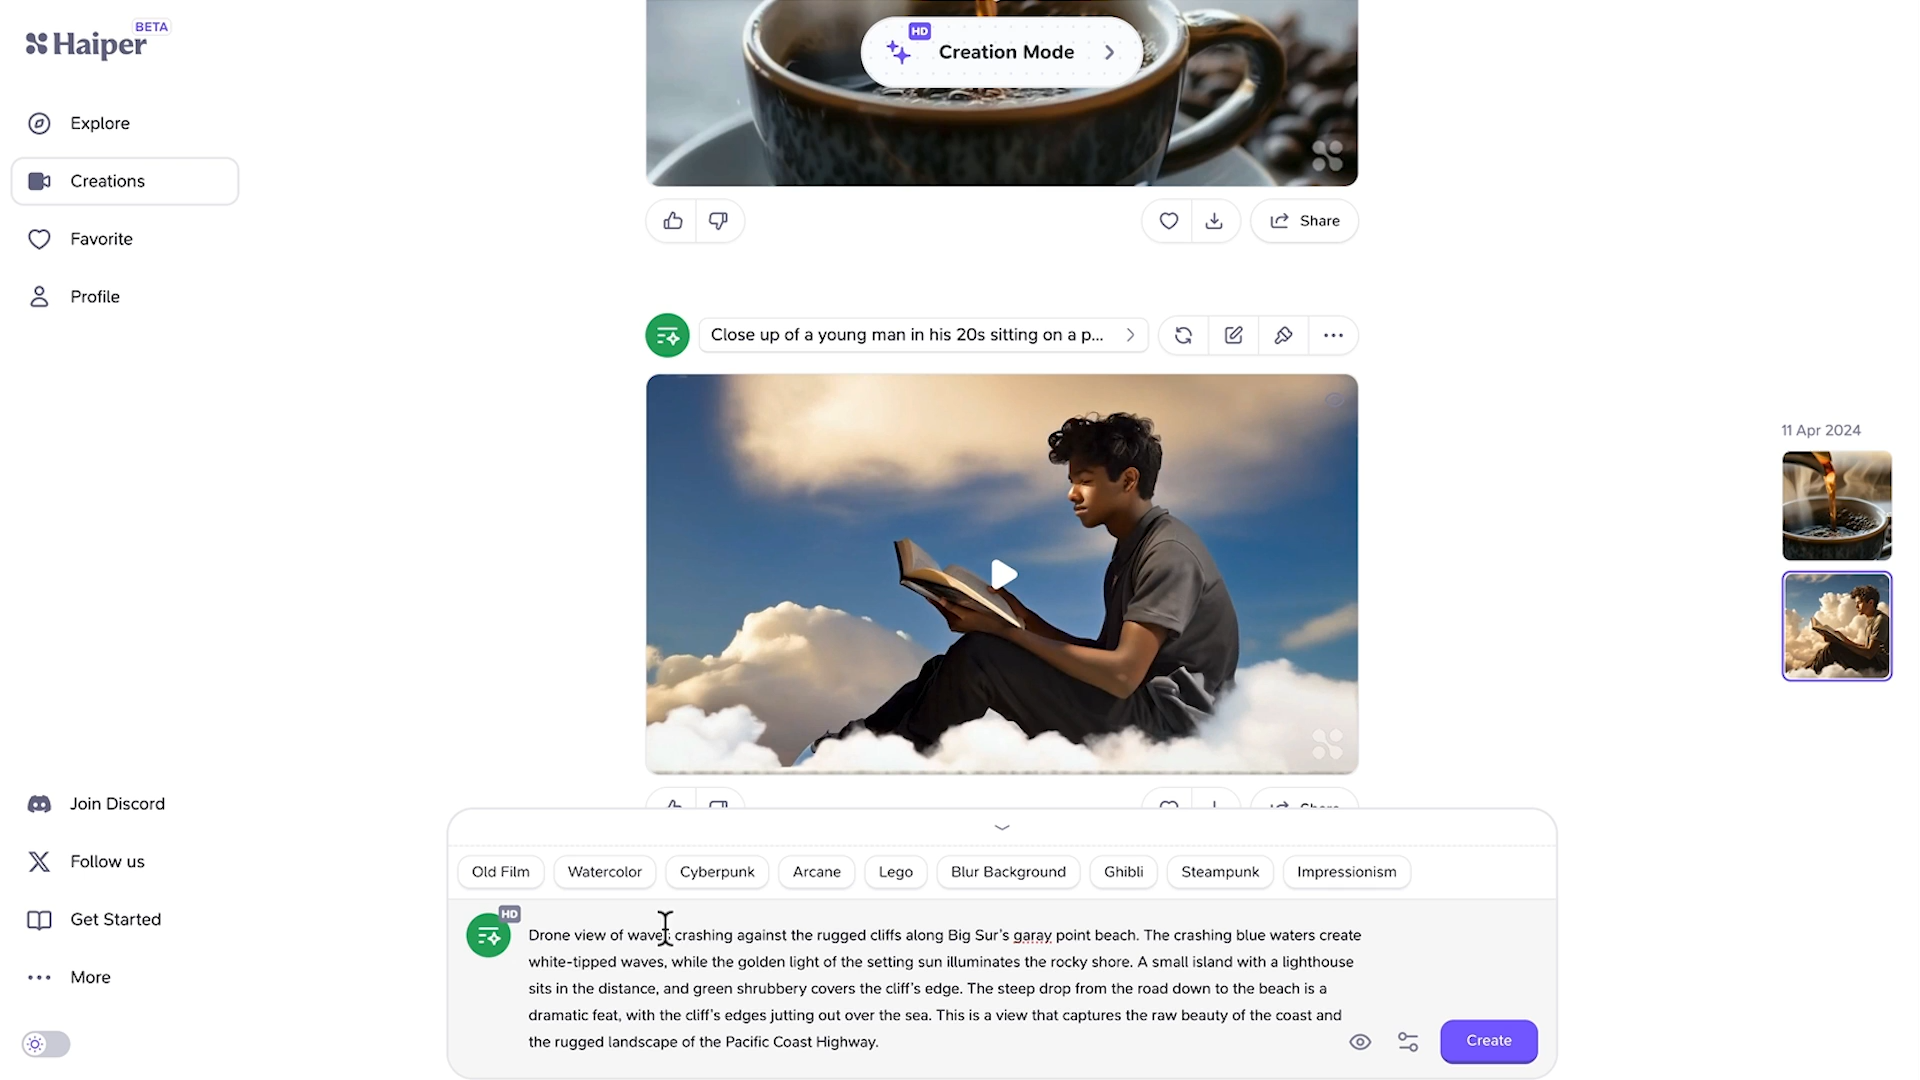 Haiper
BETA
Explore
Creations
Favorite
Profile
Join Discord
Follow us
Get Started
More
HD
Creation Mode
Share
Close up of a young man in his 20s sitting on a p...
Share
11 Apr 2024
Old Film
Watercolor
Cyberpunk
Arcane
Lego
Blur Background
Ghibli
Steampunk
Impressionism
HD
Drone view of waves crashing against the rugged cliffs along Big Sur's garay point beach. The crashing blue waters create
white-tipped waves, while the golden light of the setting sun illuminates the rocky shore. A small island with a lighthouse
sits in the distance, and green shrubbery covers the cliff's edge. The steep drop from the road down to the beach is a
dramatic feat, with the cliff's edges jutting out over the sea. This is a view that captures the raw beauty of the coast and
the rugged landscape of the Pacific Coast Highway.
Create